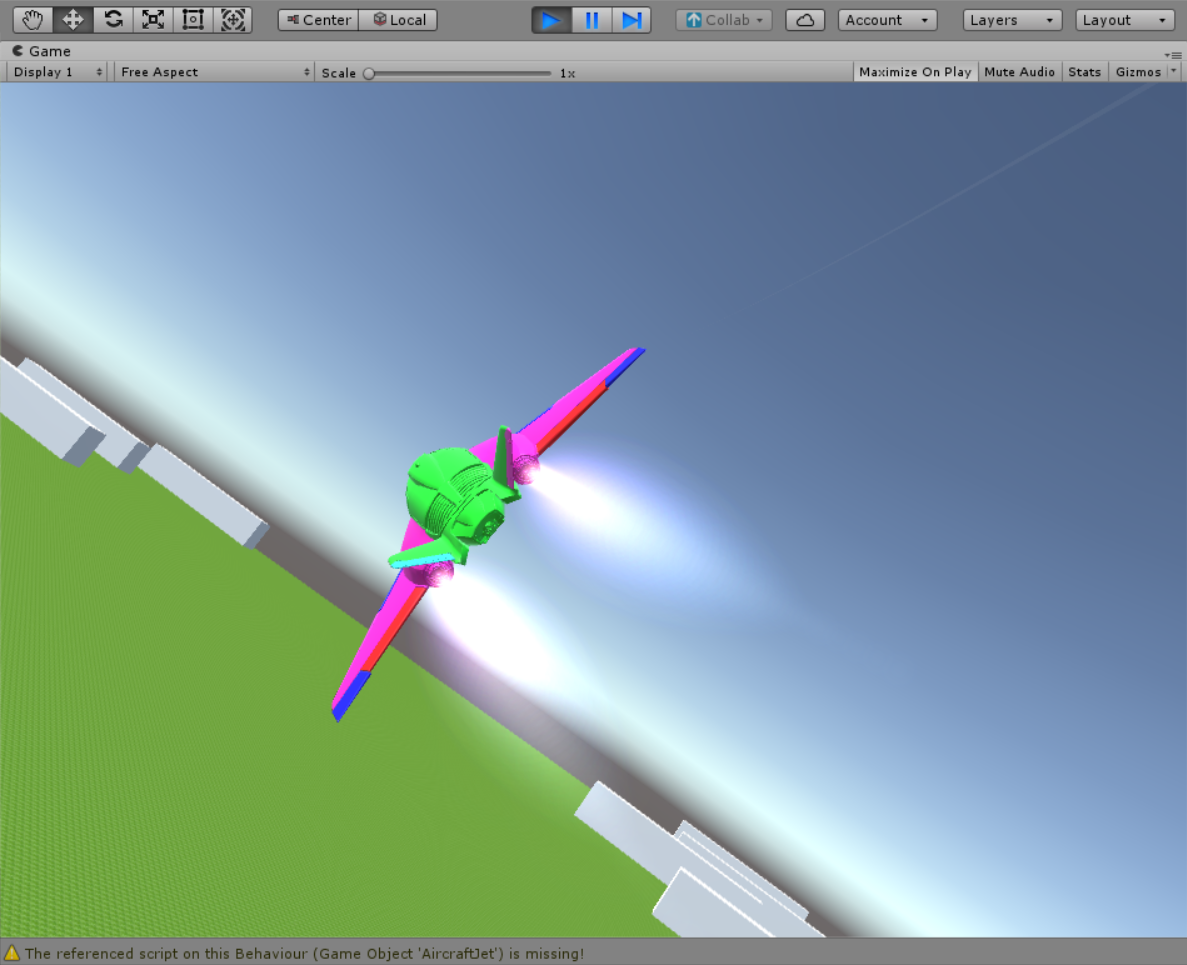 Center Local Collab Account Layers Layout
Game
Display 1 Free Aspect Scale 1x Maximize On Play Mute Audio Stats Gizmos
The referenced script on this Behaviour (Game Object 'AircraftJet') is missing!